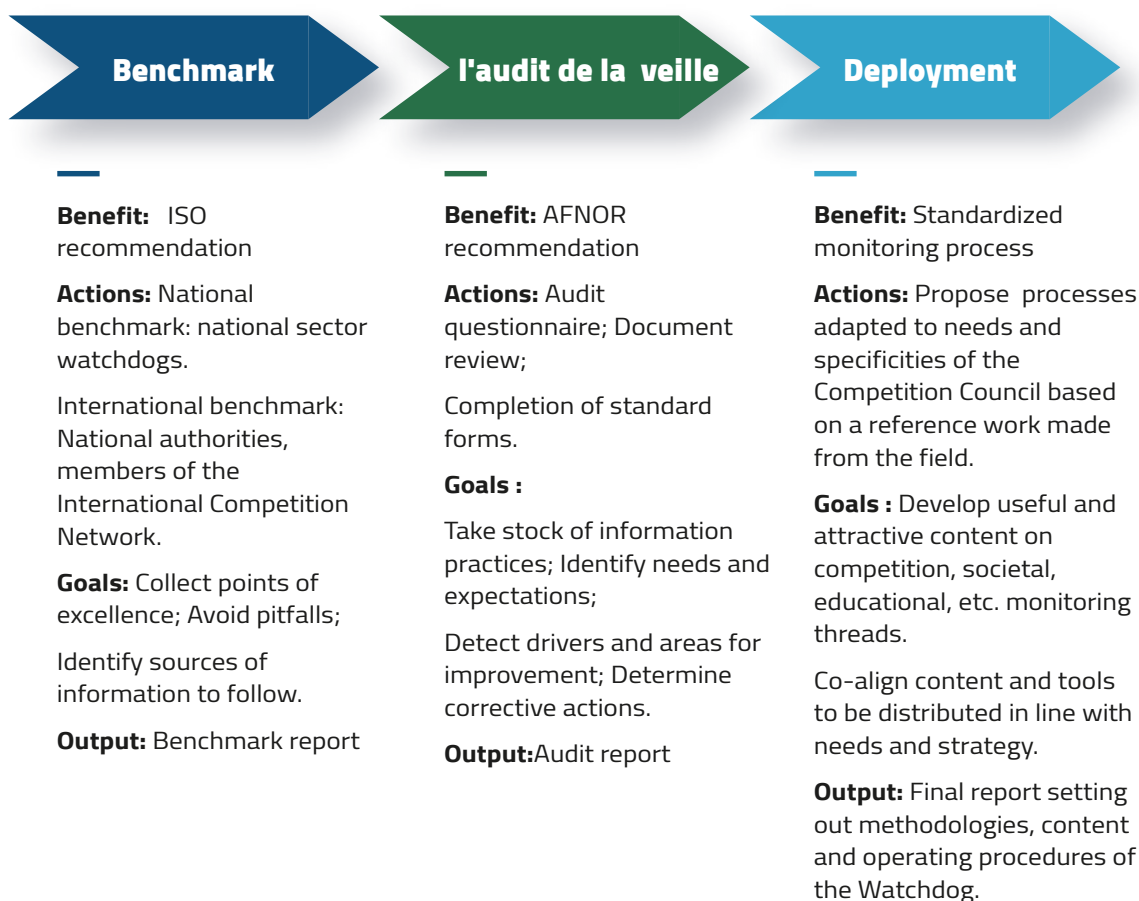 Benchmark
l'audit de la  veille
Deployment
Benefit:   ISO
recommendation
Actions: National
benchmark: national sector
watchdogs.
International benchmark:
National authorities,
members of the
International Competition
Network.
Goals: Collect points of
excellence; Avoid pitfalls;
Identify sources of
information to follow.
Output: Benchmark report
Benefit: AFNOR
recommendation
Actions: Audit
questionnaire; Document
review;
Completion of standard
forms.
Goals :
Take stock of information
practices; Identify needs and
expectations;
Detect drivers and areas for
improvement; Determine
corrective actions.
Output:Audit report
Benefit: Standardized
monitoring process
Actions: Propose  processes
adapted to needs and
specificities of the
Competition Council based
on a reference work made
from the field.
Goals : Develop useful and
attractive content on
competition, societal,
educational, etc. monitoring
threads.
Co-align content and tools
to be distributed in line with
needs and strategy.
Output: Final report setting
out methodologies, content
and operating procedures of
the Watchdog.